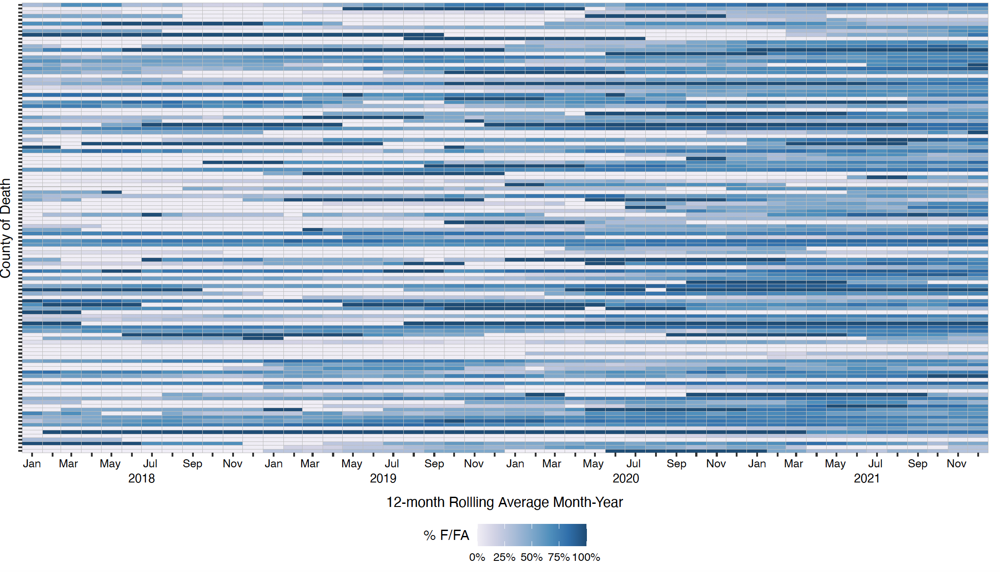 County of Death
Jan Mar May Jul Sep Nov Jan Mar May Jul Sep Nov Jan Mar May Jul Sep Nov Jan Mar May Jul Sep Nov
2018 2019 2020 2021
12-month Rollling Average Month-Year
% F/FA
0% 25% 50% 75% 100%